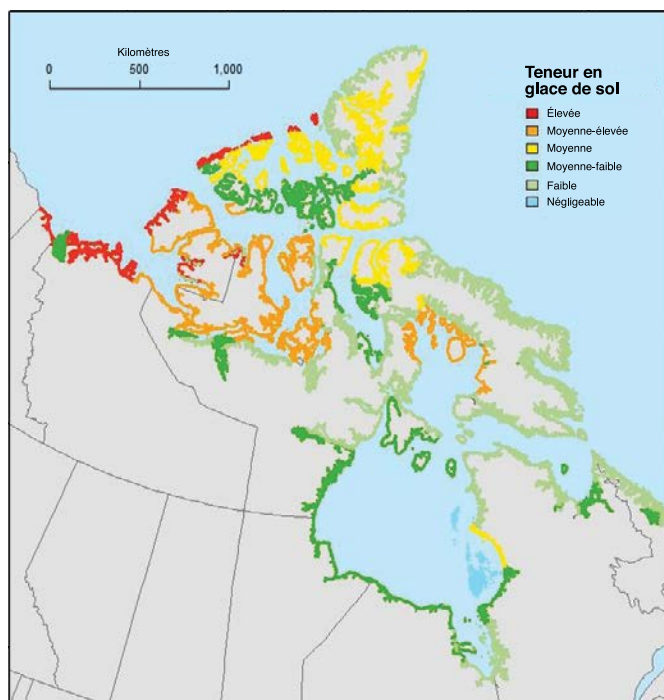 Kilomètres
0 500 1,000
Teneur en
glace de sol
Élevée
Moyenne-élevée
Moyenne
Moyenne-faible
Faible
Négligeable